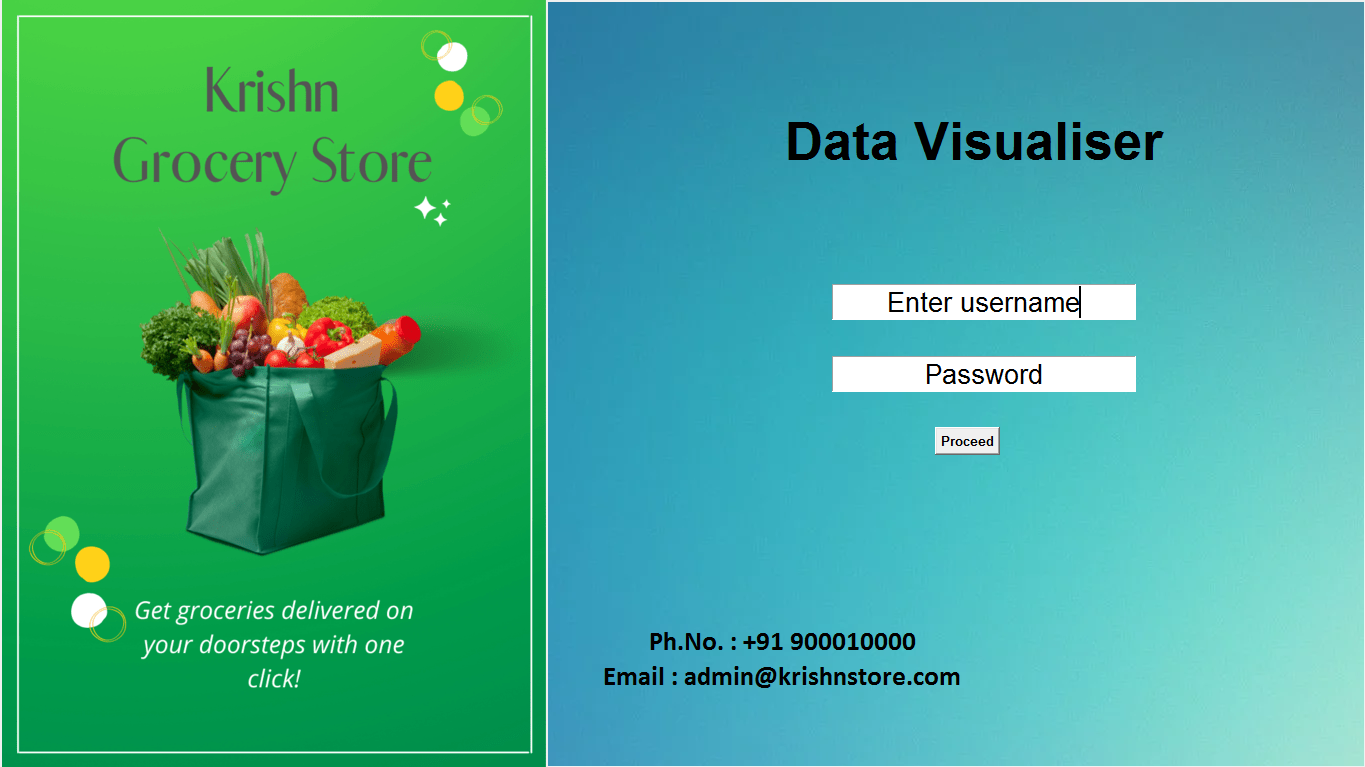 Krishn
Grocery Store
Get groceries delivered on
your doorsteps with one
click!
Data Visualiser
Enter username
Password
Proceed
Ph.No. : +91 900010000
Email : admin@krishnstore.com